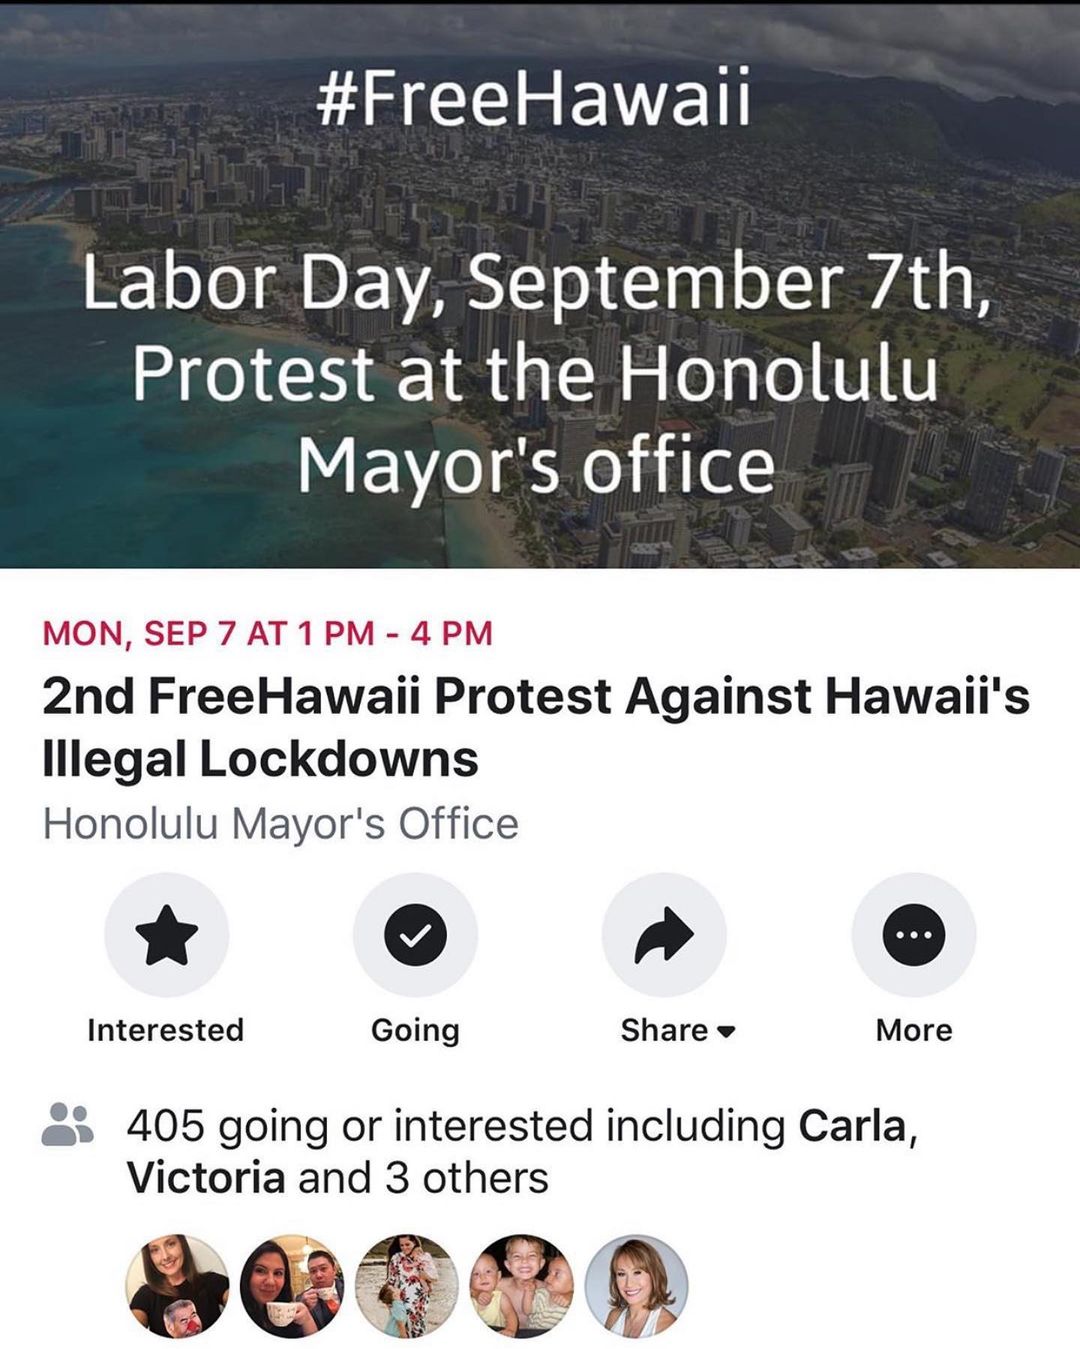 #FreeHawaii
Labor Day, September 7th,
Protest at the Honolulu
Mayor's office
MON, SEP 7 AT 1 PM - 4 PM
2nd FreeHawaii Protest Against Hawaii's
Illegal Lockdowns
Honolulu Mayor's Office
Interested
Going
Share
More
405 going or interested including Carla,
Victoria and 3 others